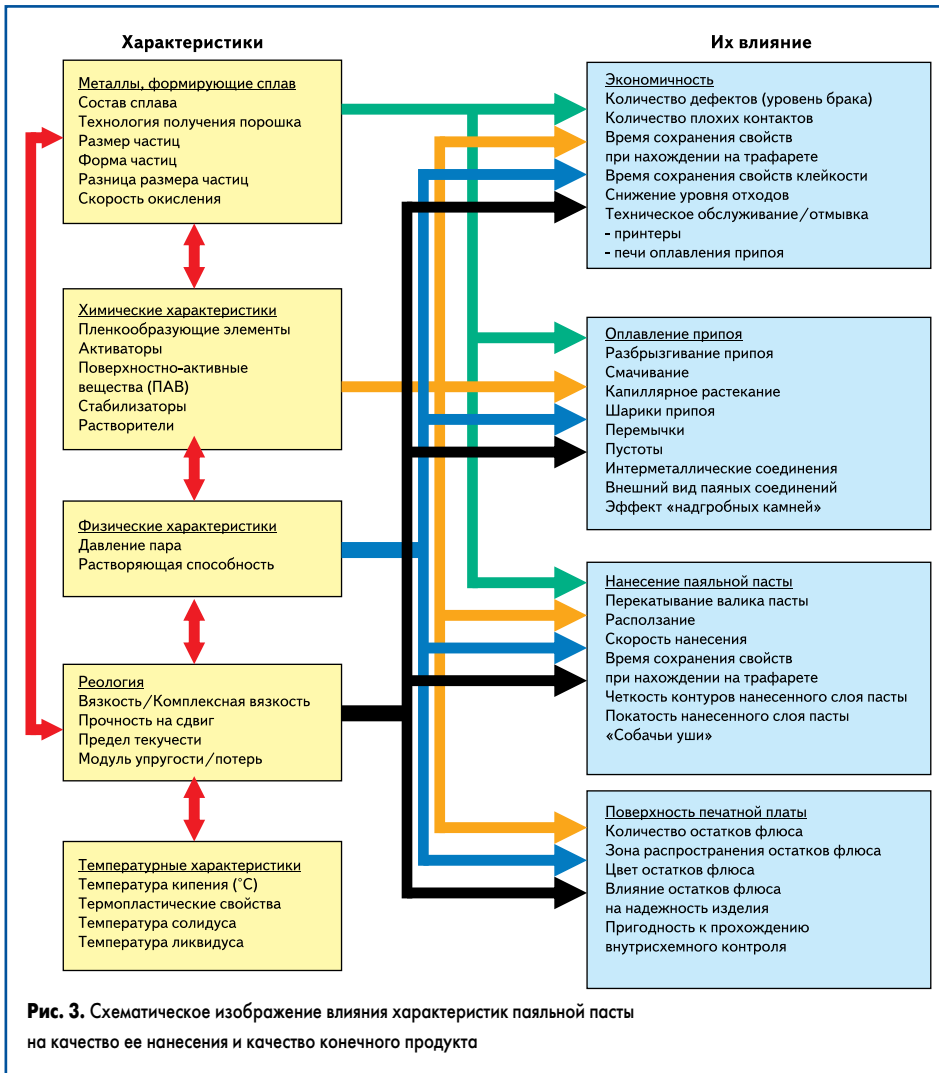 Характеристики
Металлы, формирующие сплав
Состав сплава
Технология получения порошка
Размер частиц
Форма частиц
Разница размера частиц
Скорость окисления
Химические характеристики
Пленкообразующие элементы
Активаторы
Поверхностно-активные
вещества (ПАВ)
Стабилизаторы
Растворители
Физические характеристики
Давление пара
Растворяющая способность
Реология
Вязкость/Комплексная вязкость
Прочность на сдвиг
Предел текучести
Модуль упругости/потерь
Температурные характеристики
Температура кипения (°С)
Термопластические свойства
Температура солидуса
Температура ликвидуса
Их влияние
Экономичность
Количество дефектов (уровень брака)
Количество плохих контактов
Время сохранения свойств
при нахождении на трафарете
Время сохранения свойств клейкости
Снижение уровня отходов
Техническое обслуживание/отмывка
- принтеры
- печи оплавления припоя
Оплавление припоя
Разбрызгивание припоя
Смачивание
Капиллярное растекание
Шарики припоя
Перемычки
Пустоты
Интерметаллические соединения
Внешний вид паяных соединений
Эффект «надгробных камней»
Нанесение паяльной пасты
Перекатывание валика пасты
Расползание
Скорость нанесения
Время сохранения свойств
при нахождении на трафарете
Четкость контуров нанесенного слоя пасты
Покатость нанесенного слоя пасты
«Собачьи уши»
Поверхность печатной платы
Количество остатков флюса
Зона распространения остатков флюса
Цвет остатков флюса
Влияние остатков флюса
на надежность изделия
Пригодность к прохождению
внутрисхемного контроля
Рис. 3. Схематическое изображение влияния характеристик паяльной пасты
на качество ее нанесения и качество конечного продукта